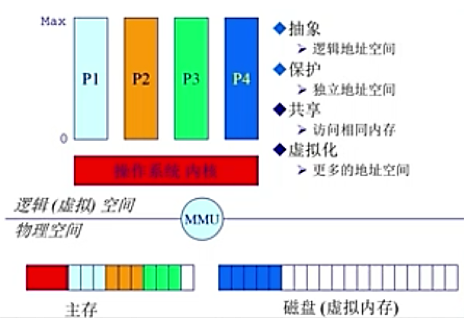 Max
P1
P2
P3
P4
0
操作系统 内核
◆抽象
➢ 逻辑地址空间
◆保护
➢ 独立地址空间
◆共享
➢ 访问相同内存
◆虚拟化
➢ 更多的地址空间
逻辑 (虚拟) 空间
MMU
物理空间
主存
磁盘 (虚拟内存)